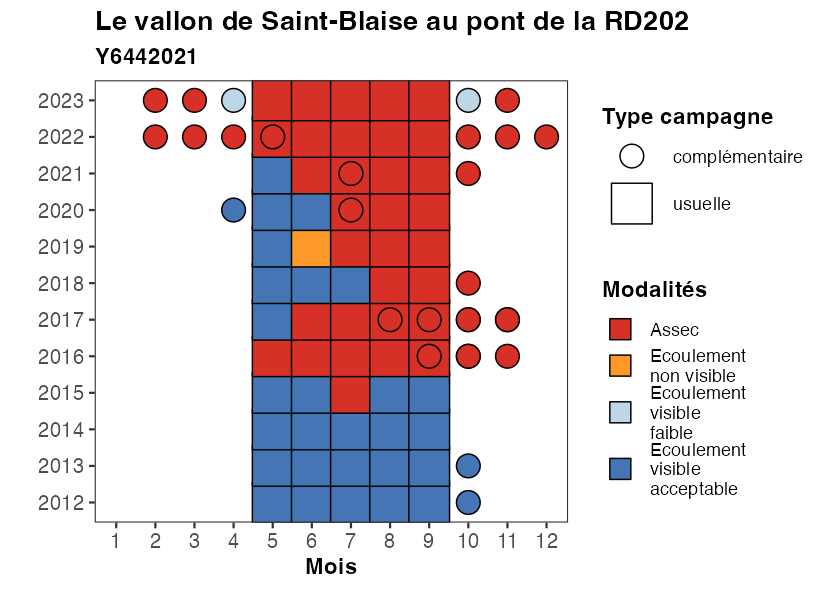 Le vallon de Saint-Blaise au pont de la RD202
Y6442021
2023
2022
2021
2020
2019
2018
2017
2016
2015
2014
2013
2012
1 2 3 4 5 6 7 8 9 10 11 12
Mois
Type campagne
complémentaire
usuelle
Modalités
Assec
Ecoulement
non visible
Ecoulement
visible
faible
Ecoulement
visible
acceptable